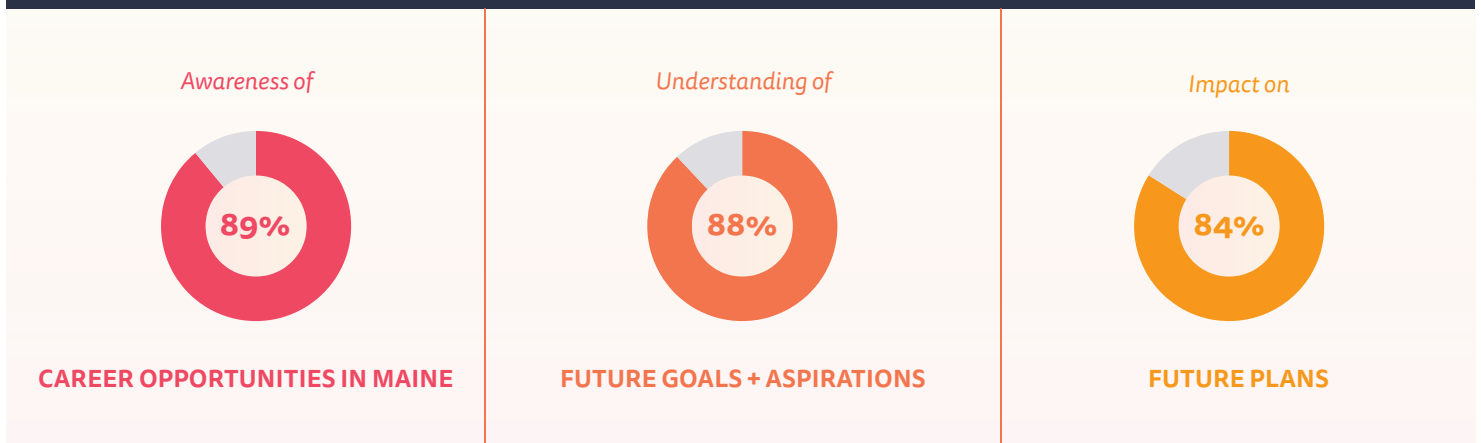 Awareness of
89%
CAREER OPPORTUNITIES IN MAINE
Understanding of
88%
FUTURE GOALS + ASPIRATIONS
Impact on
84%
FUTURE PLANS